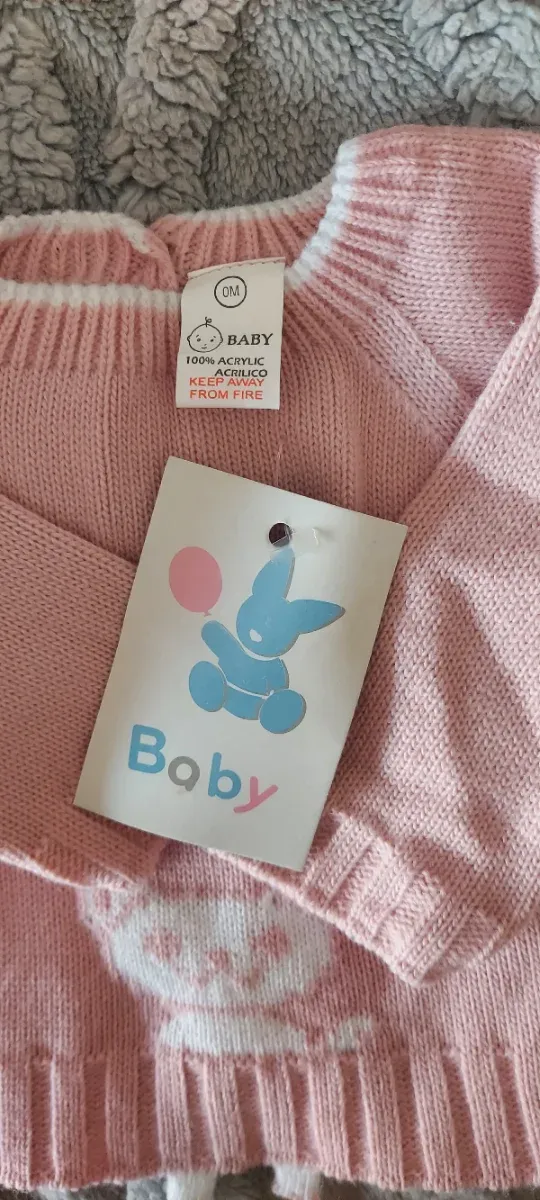 0M
BABY
100% ACRYLIC
ACRILICO
KEEP AWAY
FROM FIRE
Baby